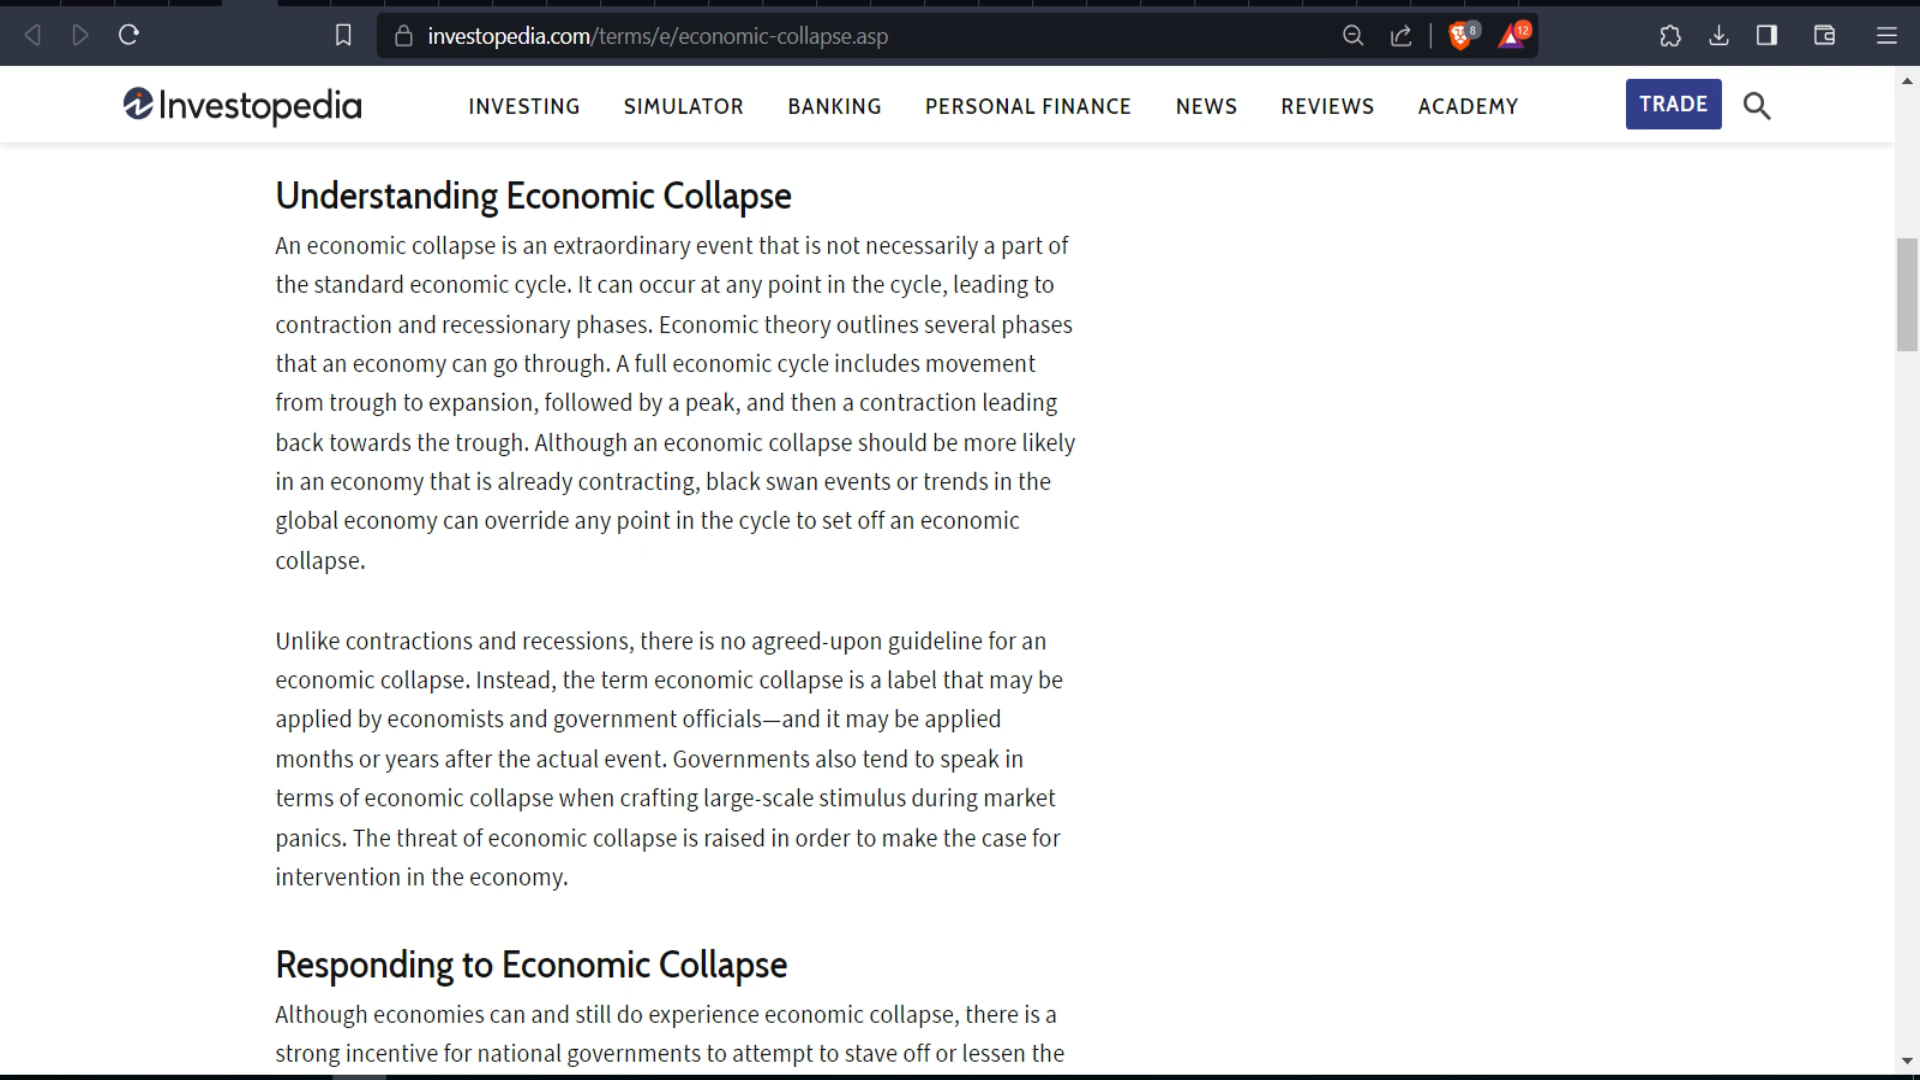 investopedia.com/terms/e/economic-collapse.asp
8
12
Investopedia
INVESTING
SIMULATOR
BANKING
PERSONAL FINANCE
NEWS
REVIEWS
ACADEMY
TRADE
Understanding Economic Collapse
An economic collapse is an extraordinary event that is not necessarily a part of
the standard economic cycle. It can occur at any point in the cycle, leading to
contraction and recessionary phases. Economic theory outlines several phases
that an economy can go through. A full economic cycle includes movement
from trough to expansion, followed by a peak, and then a contraction leading
back towards the trough. Although an economic collapse should be more likely
in an economy that is already contracting, black swan events or trends in the
global economy can override any point in the cycle to set off an economic
collapse.
Unlike contractions and recessions, there is no agreed-upon guideline for an
economic collapse. Instead, the term economic collapse is a label that may be
applied by economists and government officials—and it may be applied
months or years after the actual event. Governments also tend to speak in
terms of economic collapse when crafting large-scale stimulus during market
panics. The threat of economic collapse is raised in order to make the case for
intervention in the economy.
Responding to Economic Collapse
Although economies can and still do experience economic collapse, there is a
strong incentive for national governments to attempt to stave off or lessen the